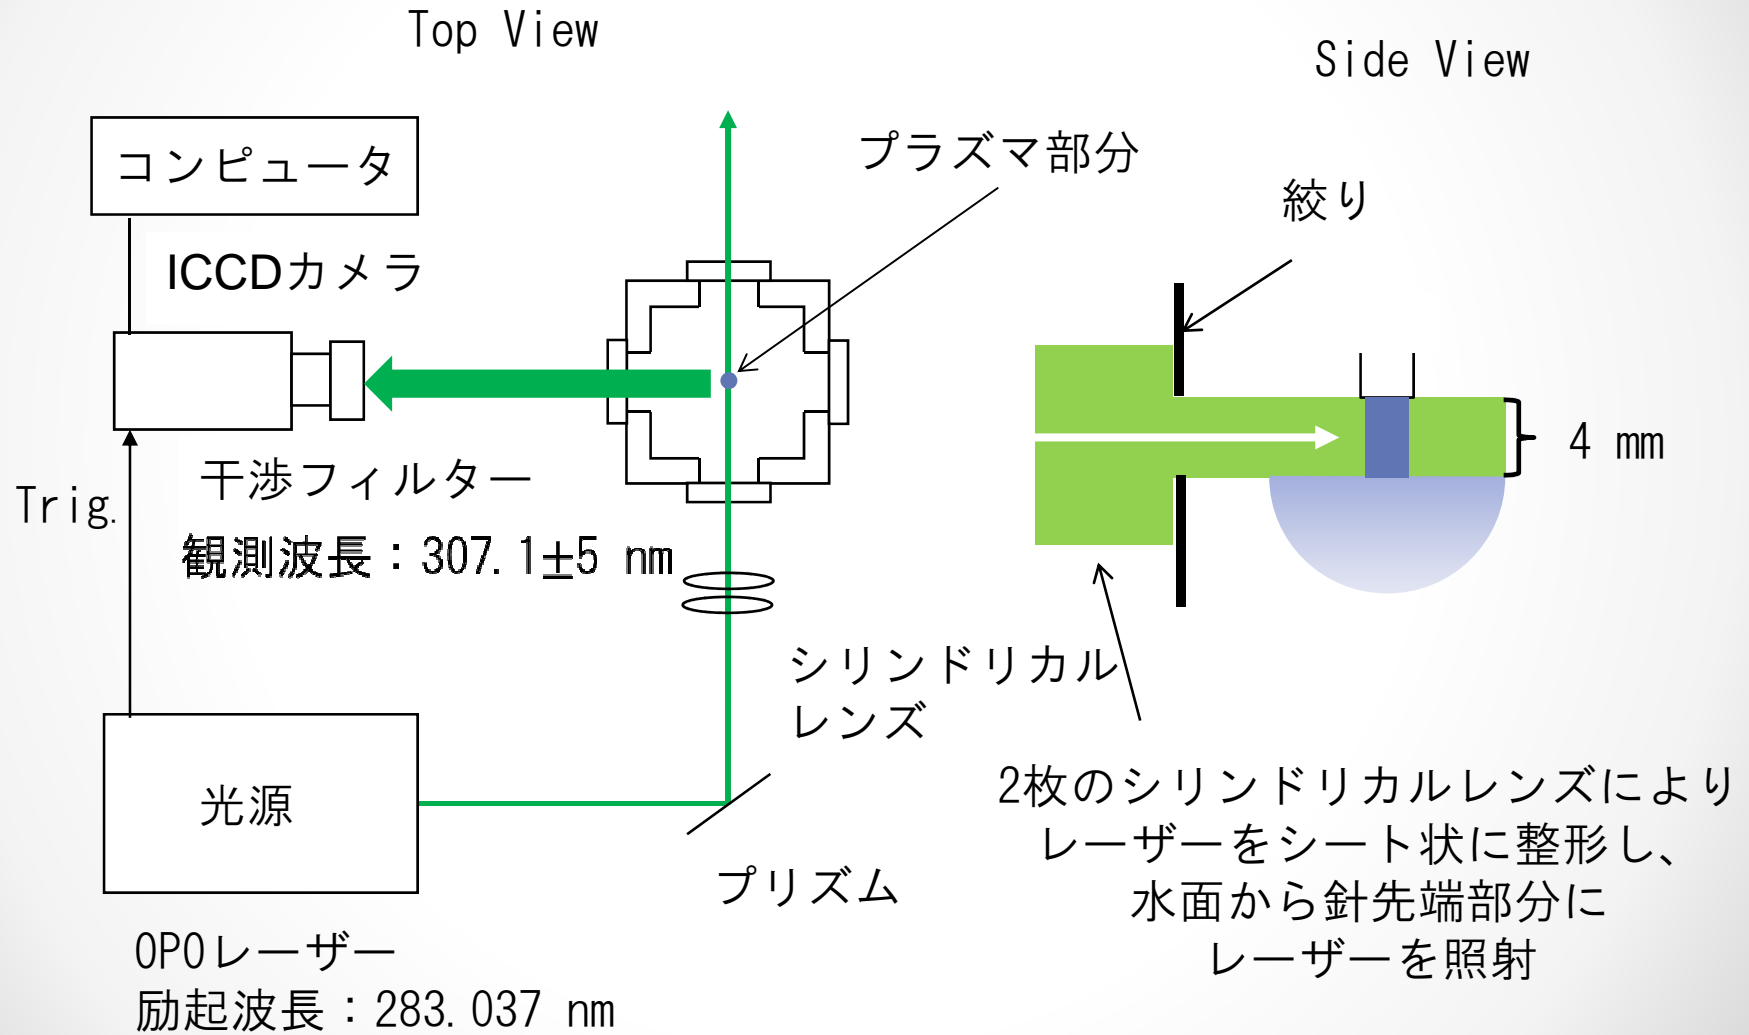 Top View
Side View
コンピュータ
プラズマ部分
絞り
ICCDカメラ
4 mm
干渉フィルター
Trig.
観測波長：307.1±5 nm
シリンドリカル
レンズ
2枚のシリンドリカルレンズにより
レーザーをシート状に整形し、
水面から針先端部分に
レーザーを照射
光源
プリズム
OPOレーザー
励起波長：283.037 nm